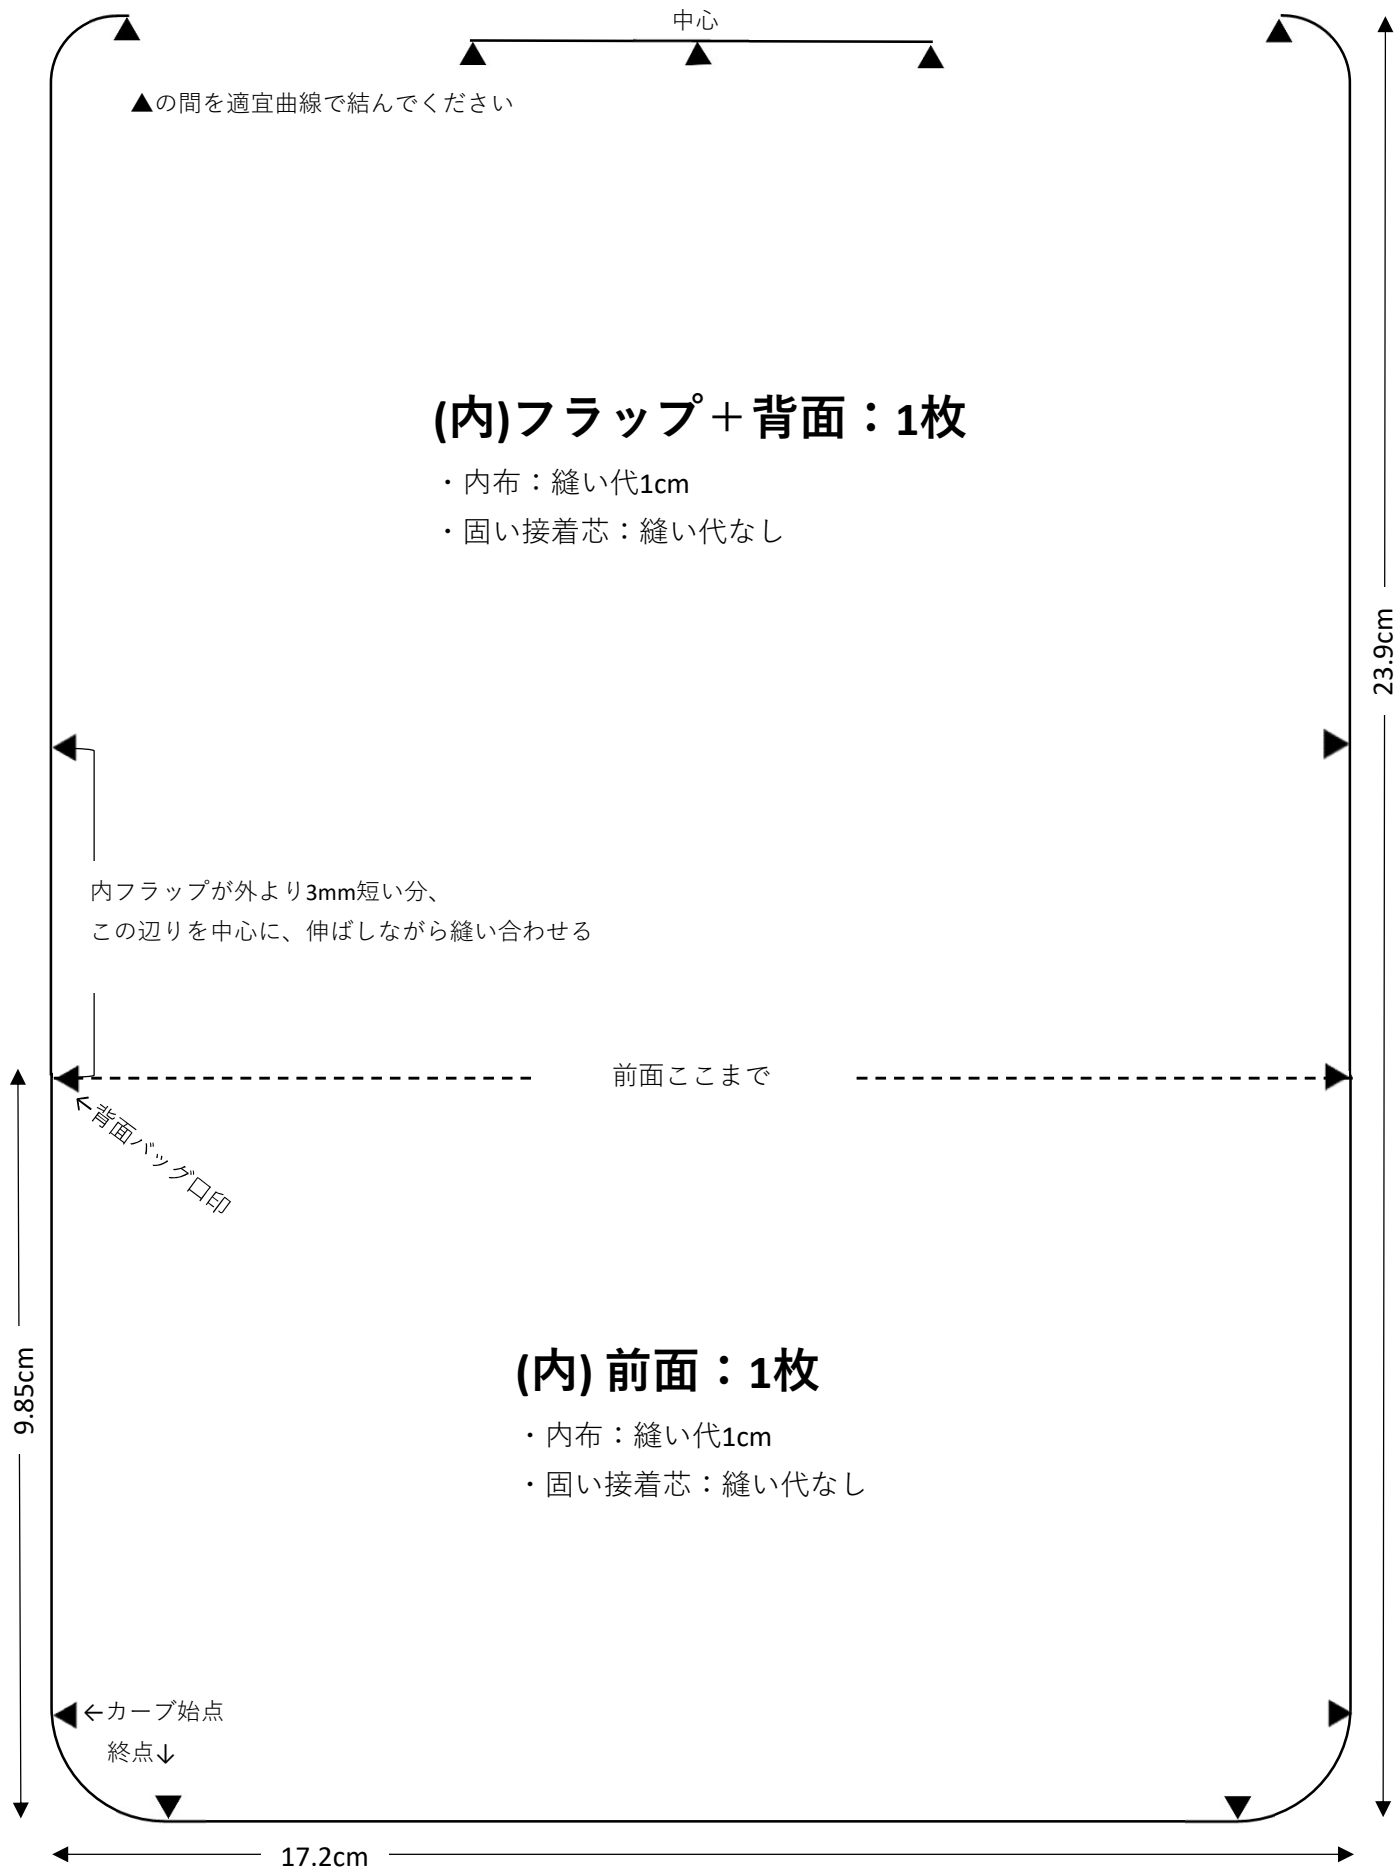 中心
▲の間を適宜曲線で結んでください
(内)フラップ＋背面：1枚
・内布：縫い代1cm
・固い接着芯：縫い代なし
23.9cm
内フラップが外より3mm短い分、
この辺りを中心に、伸ばしながら縫い合わせる
前面ここまで
←背面バッグ口印
9.85cm
(内) 前面：1枚
・内布：縫い代1cm
・固い接着芯：縫い代なし
←カーブ始点
終点↓
17.2cm